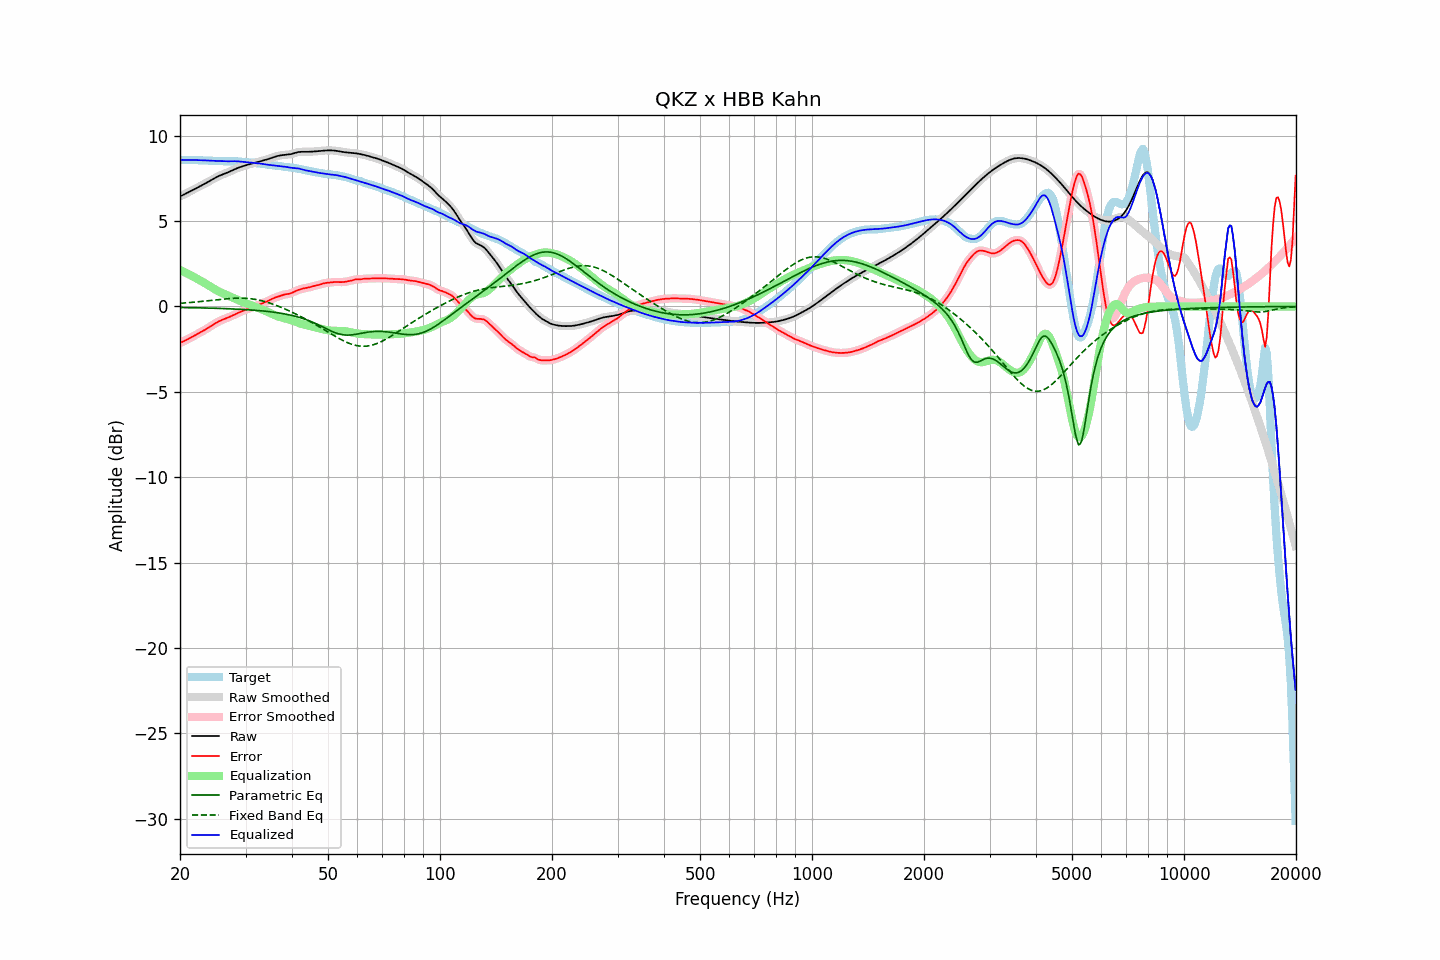 QKZ x HBB Kahn
10
5
0
−5
−10
−15
−20
−25
−30
Amplitude (dBr)
Target
Raw Smoothed
Error Smoothed
Raw
Error
Equalization
Parametric Eq
Fixed Band Eq
Equalized
20 50 100 200 500 1000 2000 5000 10000 20000
Frequency (Hz)